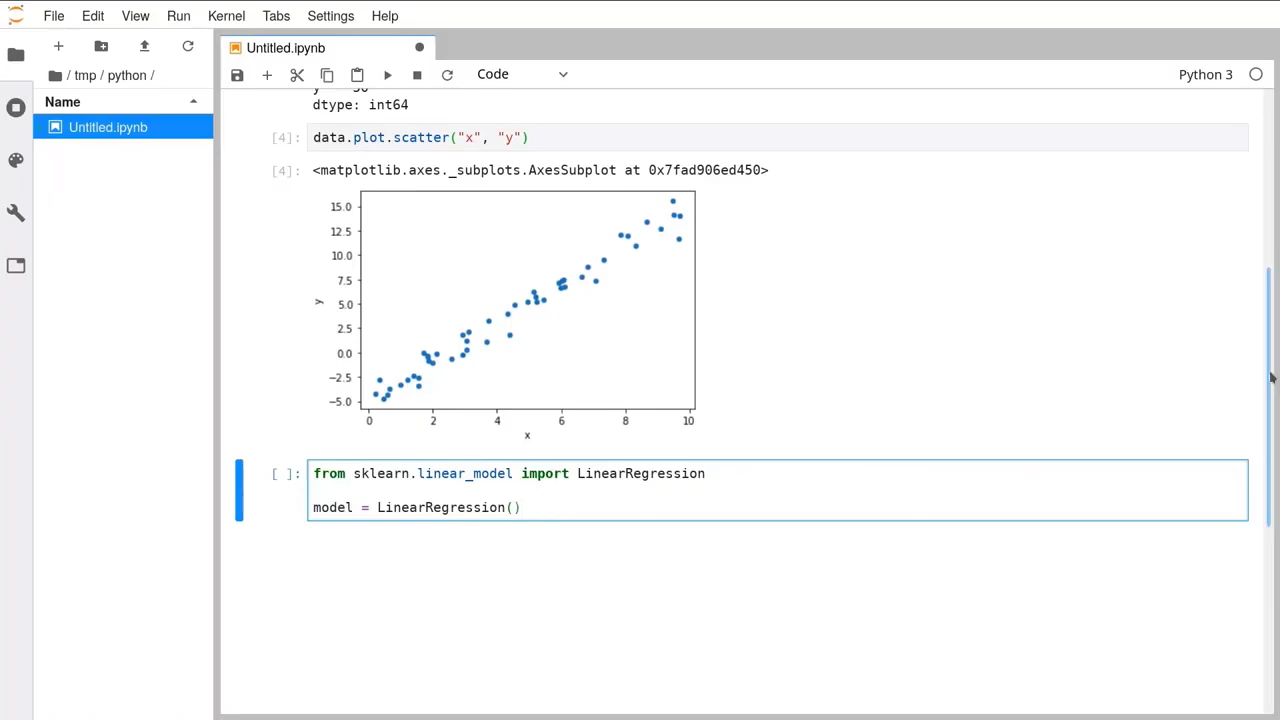 File Edit View Run Kernel Tabs Settings Help
/ tmp / python /
Name
Untitled.ipynb
Untitled.ipynb
Code
Python 3
dtype: int64
[4]: data.plot.scatter("x", "y")
[4]: <matplotlib.axes._subplots.AxesSubplot at 0x7fad906ed450>
15.0
12.5
10.0
7.5
5.0
2.5
0.0
−2.5
−5.0
y
0 2 4 6 8 10
x
[ ]: from sklearn.linear_model import LinearRegression
model = LinearRegression()